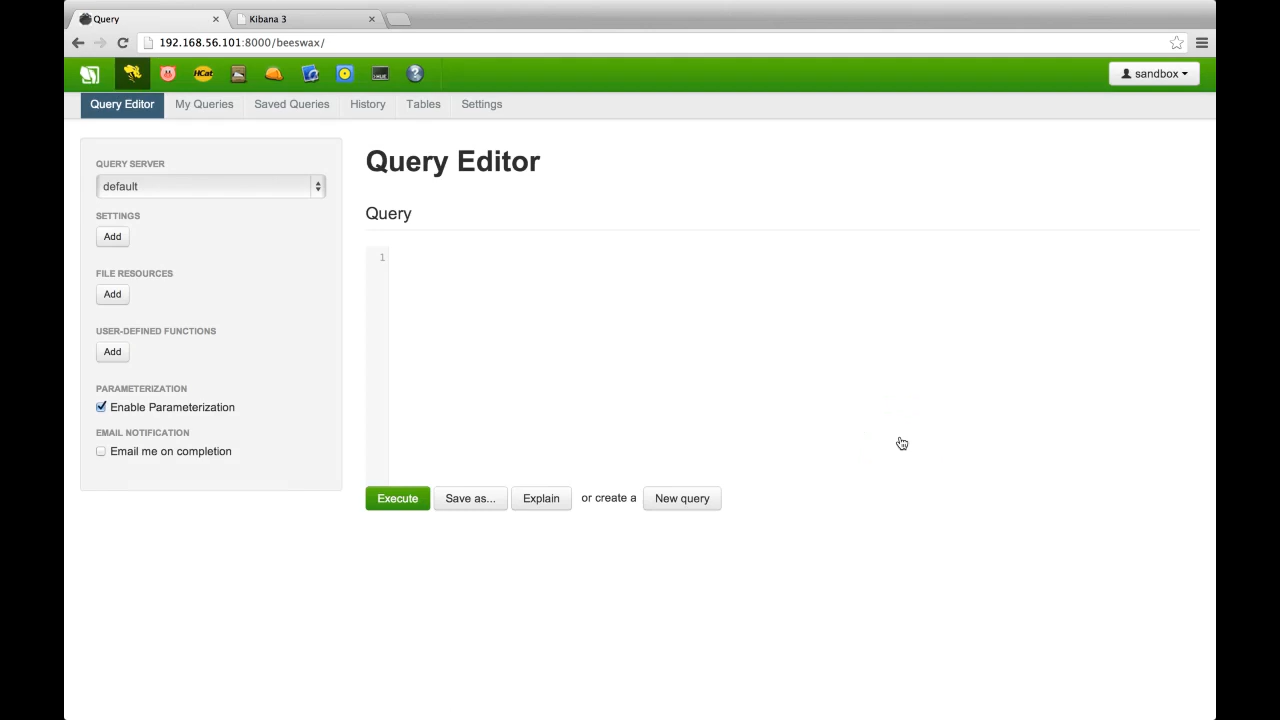 Query
Kibana 3
192.168.56.101:8000/beeswax/
HCat
sandbox
Query Editor My Queries Saved Queries History Tables Settings
QUERY SERVER
default
SETTINGS
Add
FILE RESOURCES
Add
USER-DEFINED FUNCTIONS
Add
PARAMETERIZATION
Enable Parameterization
EMAIL NOTIFICATION
Email me on completion
Query Editor
Query
1
Execute Save as... Explain or create a New query